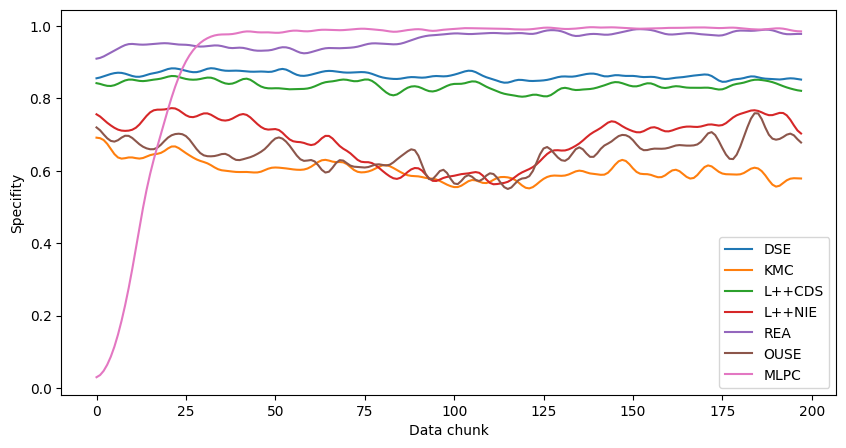 1.0
0.8
0.6
0.4
0.2
0.0
Specifity
0
25
50
75
100
125
150
175
200
Data chunk
DSE
KMC
L++CDS
L++NIE
REA
OUSE
MLPC